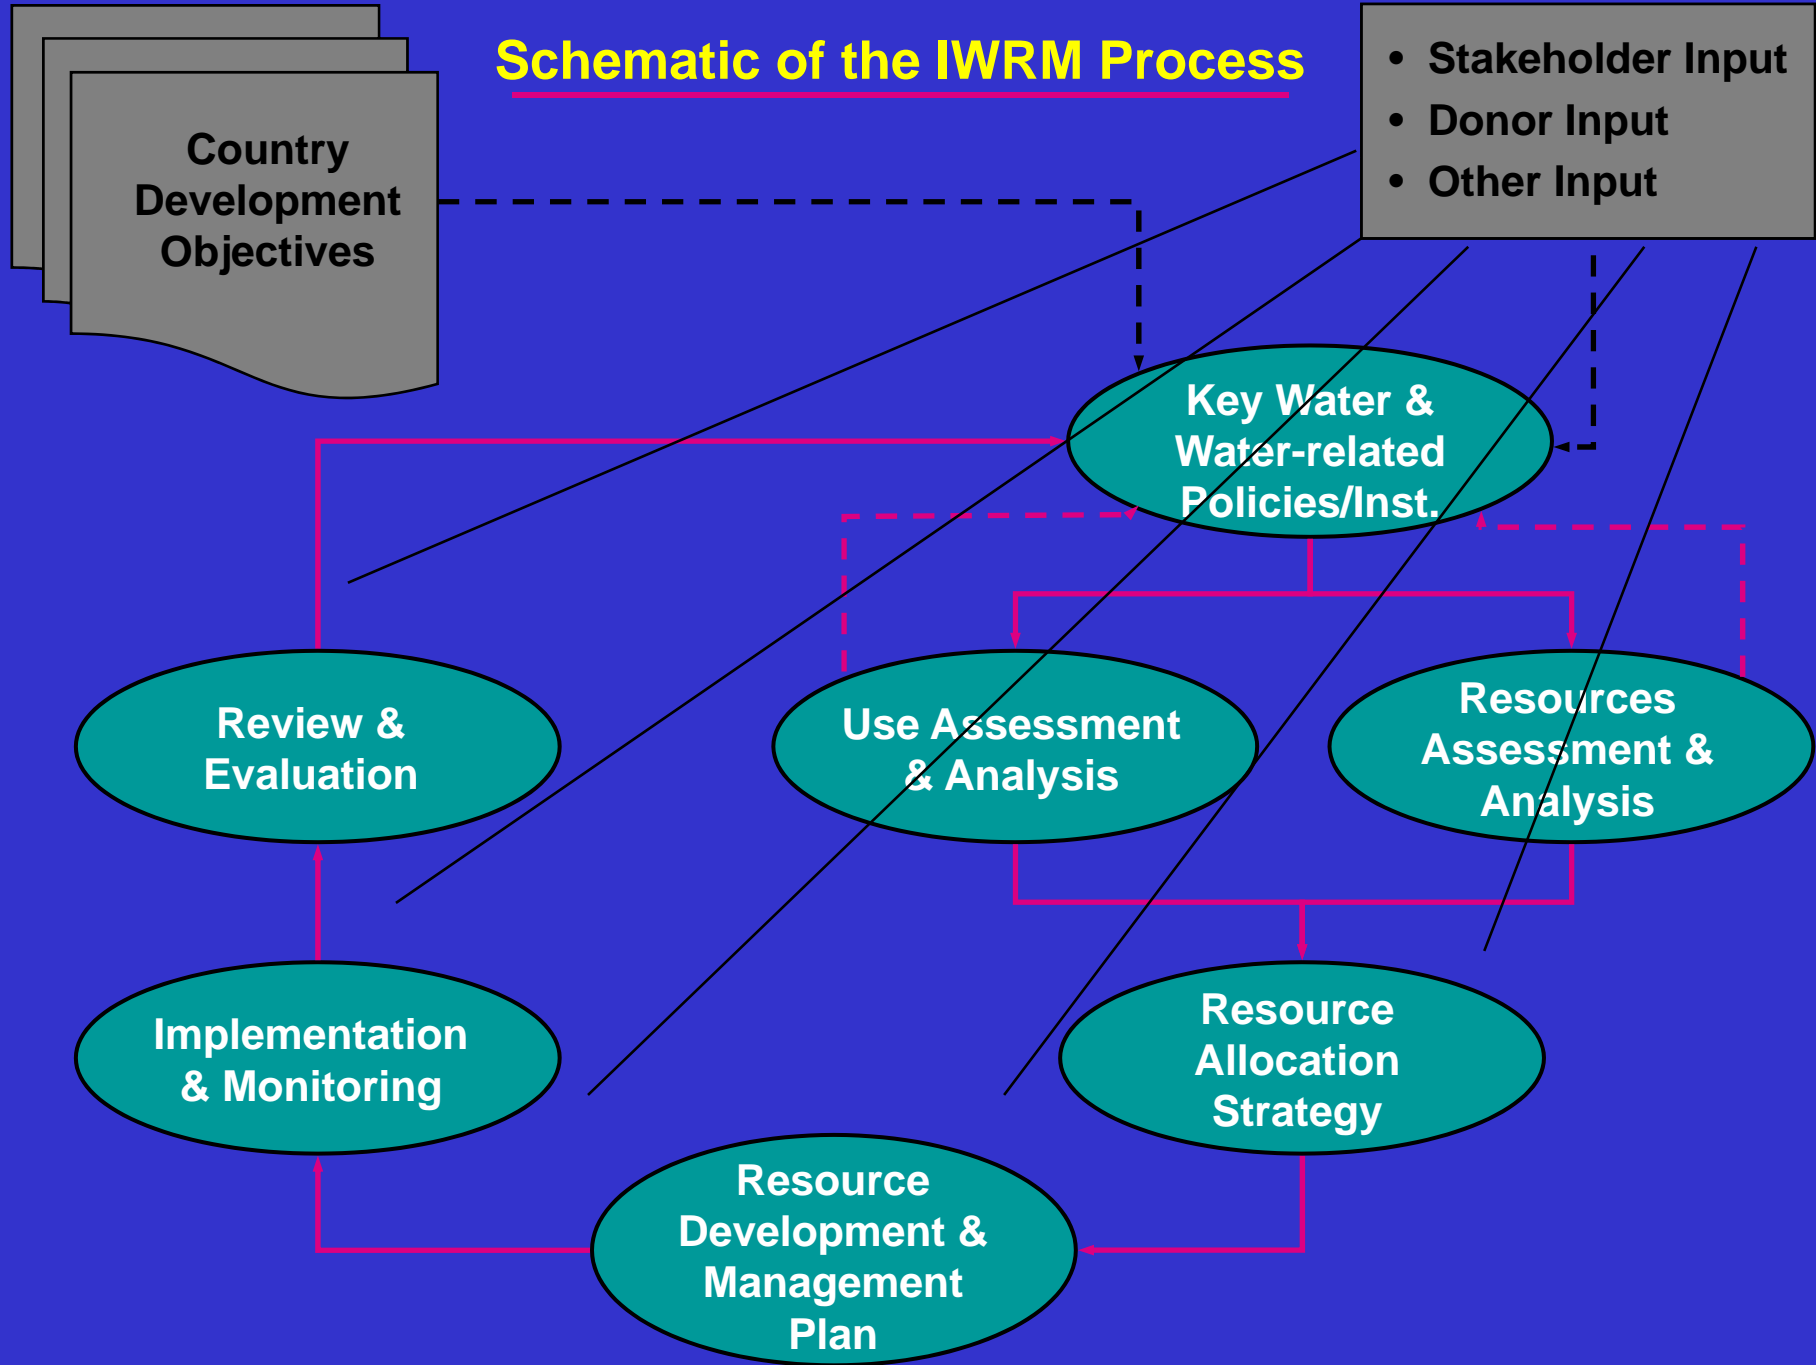 Schematic of the IWRM Process
Country
Development
Objectives
• Stakeholder Input
• Donor Input
• Other Input
Key Water &
Water-related
Policies/Inst.
Review &
Evaluation
Use Assessment
& Analysis
Resources
Assessment &
Analysis
Implementation
& Monitoring
Resource
Allocation
Strategy
Resource
Development &
Management
Plan